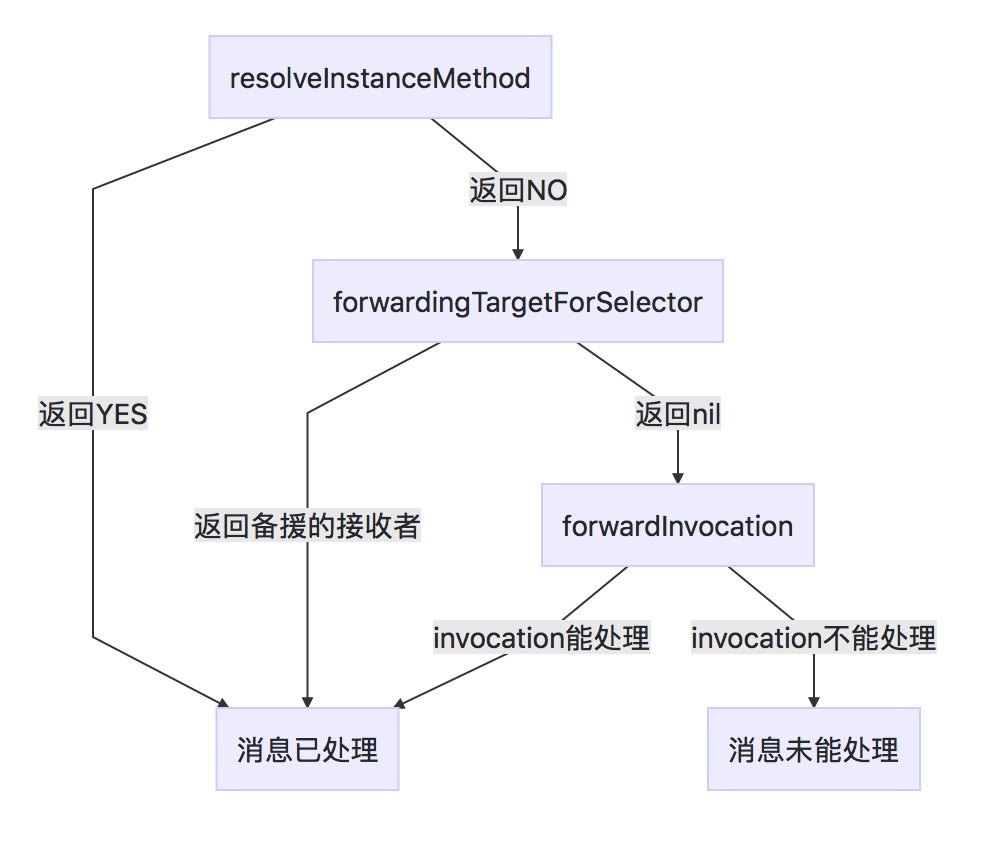 resolveInstanceMethod
返回NO
forwardingTargetForSelector
返回YES
返回nil
返回备援的接收者
forwardInvocation
invocation能处理
invocation不能处理
消息已处理
消息未能处理